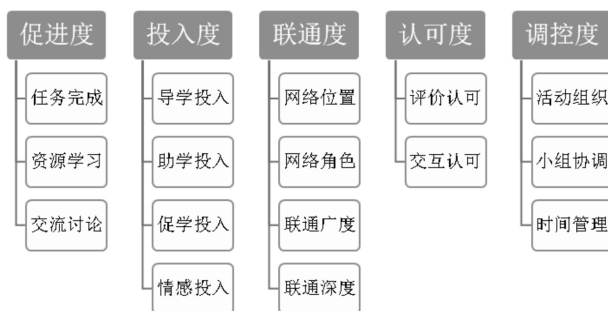 促进度
任务完成
资源学习
交流讨论
投入度
导学投入
助学投入
促学投入
情感投入
联通度
网络位置
网络角色
联通广度
联通深度
认可度
评价认可
交互认可
调控度
活动组织
小组协调
时间管理